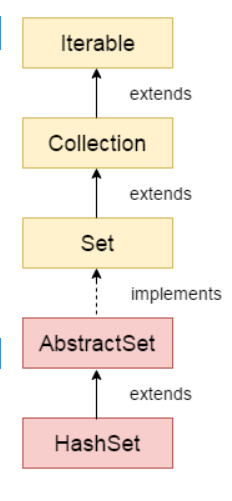 Iterable
extends
Collection
extends
Set
implements
AbstractSet
extends
HashSet